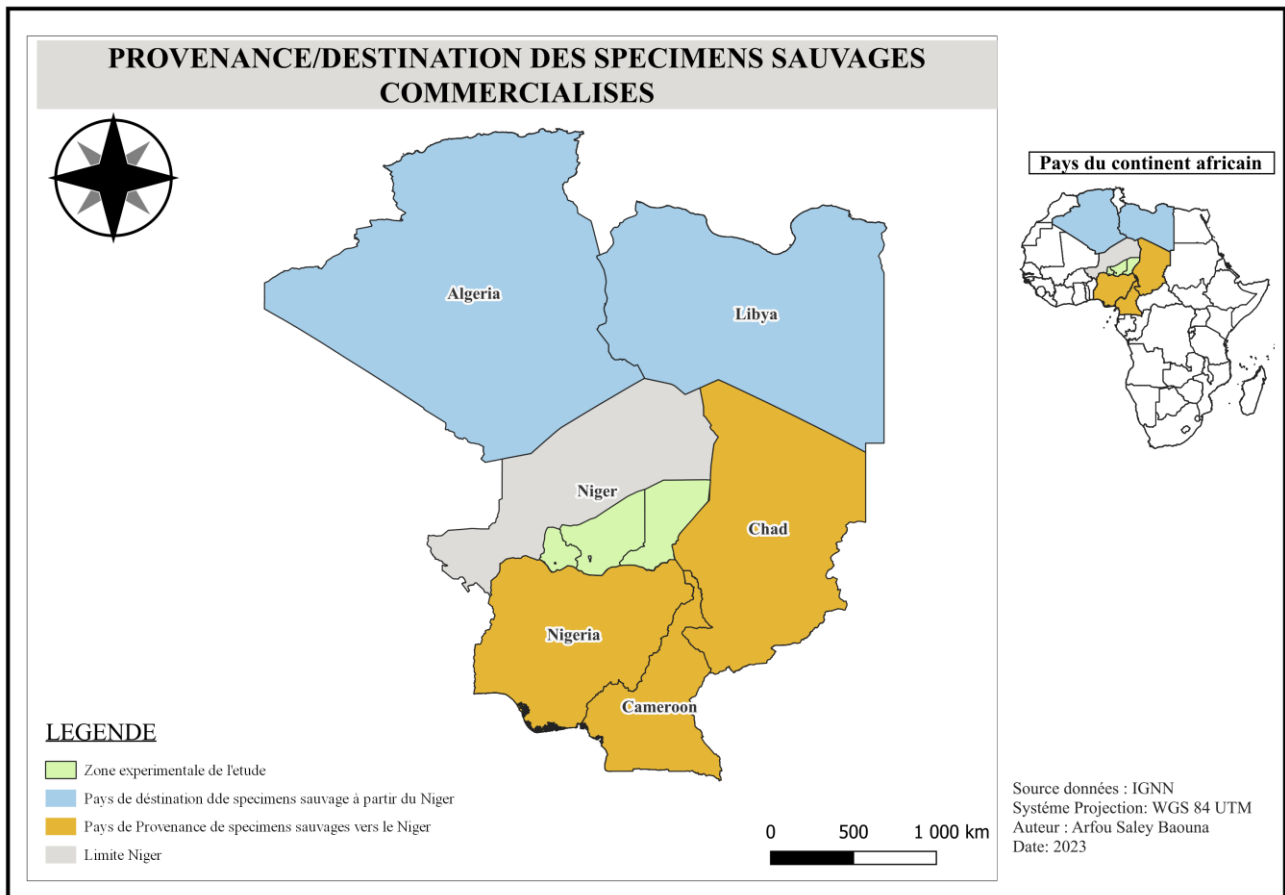 PROVENANCE/DESTINATION DES SPECIMENS SAUVAGES
COMMERCIALISES
Pays du continent africain
Algeria
Libya
Niger
Chad
Nigeria
Cameroon
LEGENDE
Zone experimentale de l'etude
Pays de déstination dde specimens sauvage à partir du Niger
Pays de Provenance de specimens sauvages vers le Niger
Limite Niger
0 500 1 000 km
Source données : IGNN
Systéme Projection: WGS 84 UTM
Auteur : Arfou Saley Baouna
Date: 2023